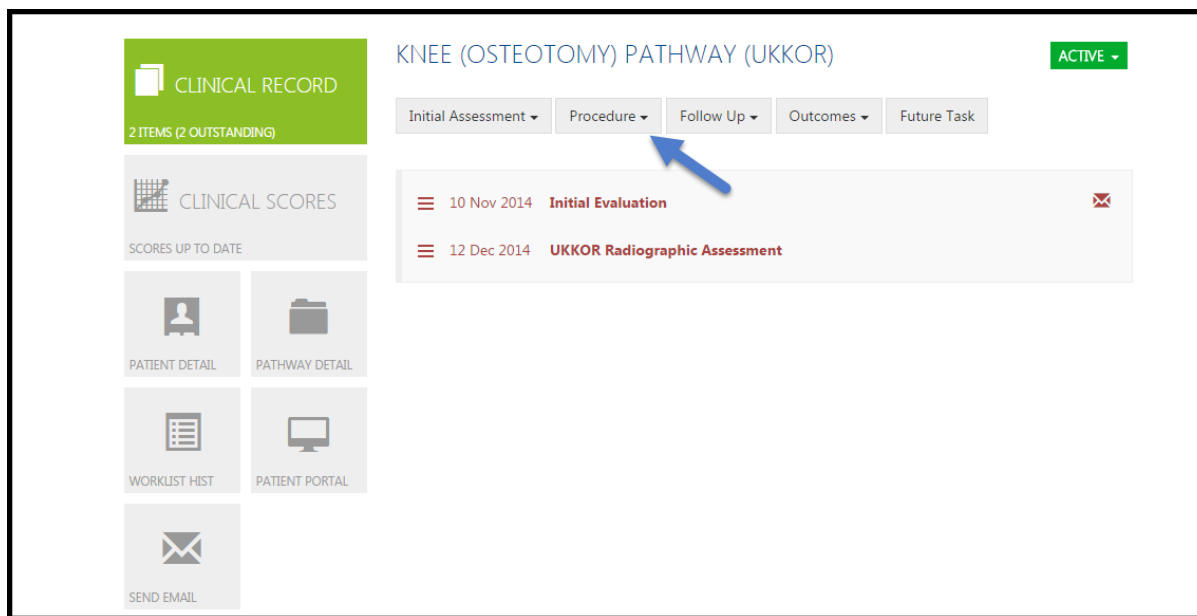 CLINICAL RECORD
2 ITEMS (2 OUTSTANDING)
CLINICAL SCORES
SCORES UP TO DATE
PATIENT DETAIL
PATHWAY DETAIL
WORKLIST HIST
PATIENT PORTAL
SEND EMAIL
KNEE (OSTEOTOMY) PATHWAY (UKKOR)
ACTIVE
Initial Assessment Procedure Follow Up Outcomes Future Task
10 Nov 2014 Initial Evaluation
12 Dec 2014 UKKOR Radiographic Assessment